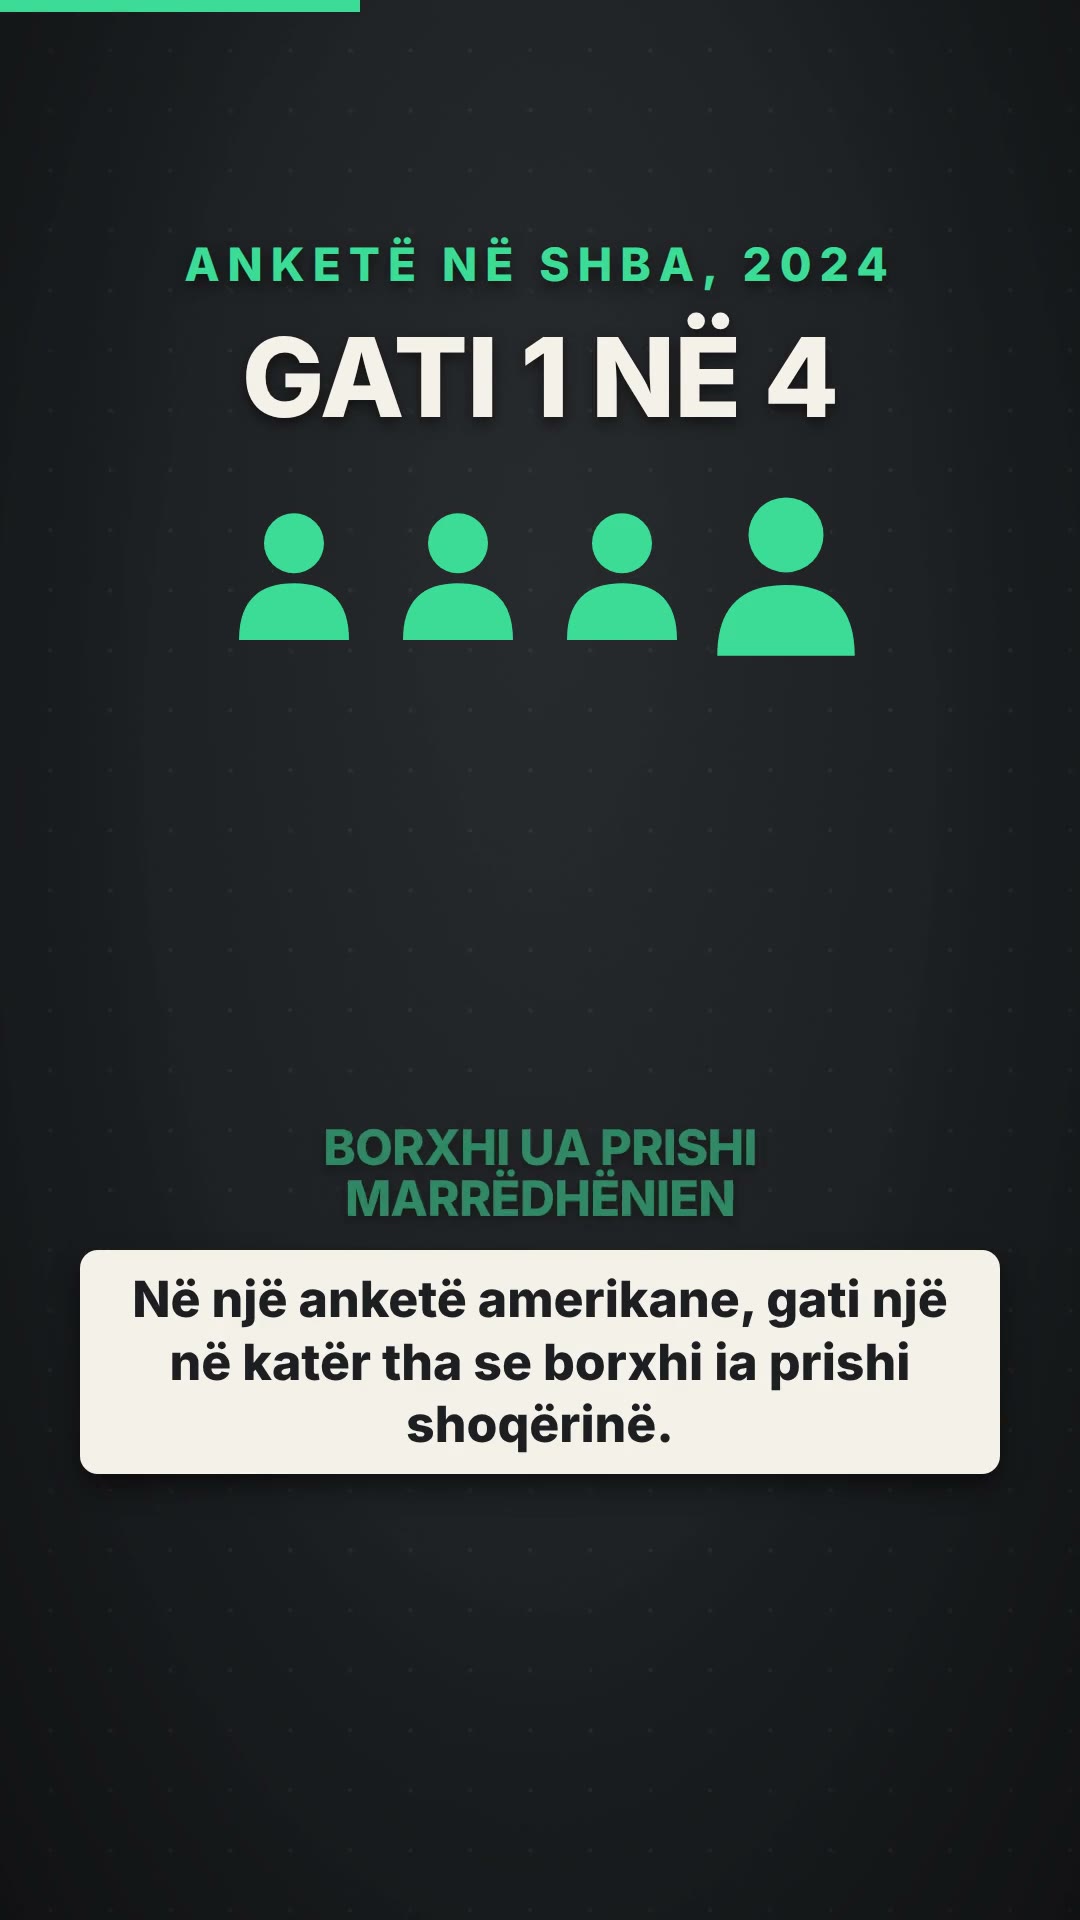 ANKETË NË SHBA, 2024
GATI 1 NË 4
BORXHI UA PRISHI
MARRËDHËNIEN
Në një anketë amerikane, gati një
në katër tha se borxhi ia prishi
shoqërinë.